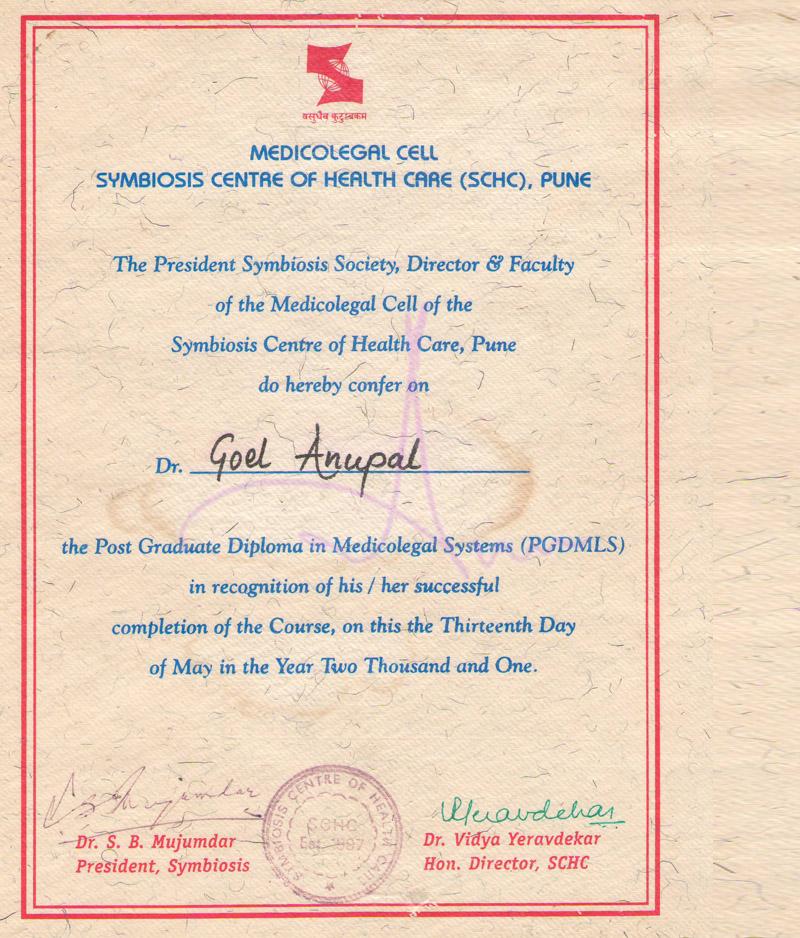 वसुधैव कुटुम्बकम
MEDICOLEGAL CELL
SYMBIOSIS CENTRE OF HEALTH CARE (SCHC), PUNE
The President Symbiosis Society, Director & Faculty
of the Medicolegal Cell of the
Symbiosis Centre of Health Care, Pune
do hereby confer on
Dr. Goel Anupal
the Post Graduate Diploma in Medicolegal Systems (PGDMLS)
in recognition of his / her successful
completion of the Course, on this the Thirteenth Day
of May in the Year Two Thousand and One.
SYMBIOSIS CENTRE OF HEALTH CARE
SCHC
Est. 1997
Yeravdekar
Dr. S. B. Mujumdar
President, Symbiosis
Dr. Vidya Yeravdekar
Hon. Director, SCHC